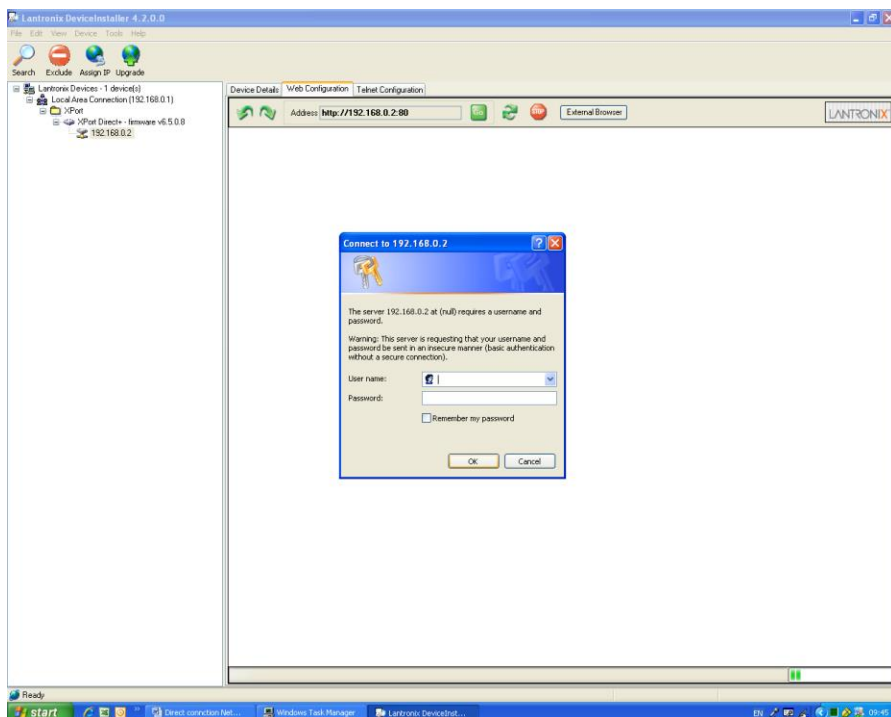 Lantronix DeviceInstaller 4.2.0.0
File Edit View Device Tools Help
Search Exclude Assign IP Upgrade
Lantronix Devices - 1 device(s)
Local Area Connection (192.168.0.1)
XPort
XPort Direct+ - firmware v6.5.0.8
192.168.0.2
Device Details Web Configuration Telnet Configuration
Address http://192.168.0.2:80 Go STOP External Browser LANTRONIX
Connect to 192.168.0.2
The server 192.168.0.2 at (null) requires a username and
password.
Warning: This server is requesting that your username and
password be sent in an insecure manner (basic authentication
without a secure connection).
User name:
Password:
Remember my password
OK Cancel
Ready
start Direct connction Net... Windows Task Manager Lantronix DeviceInst... EN 09:45